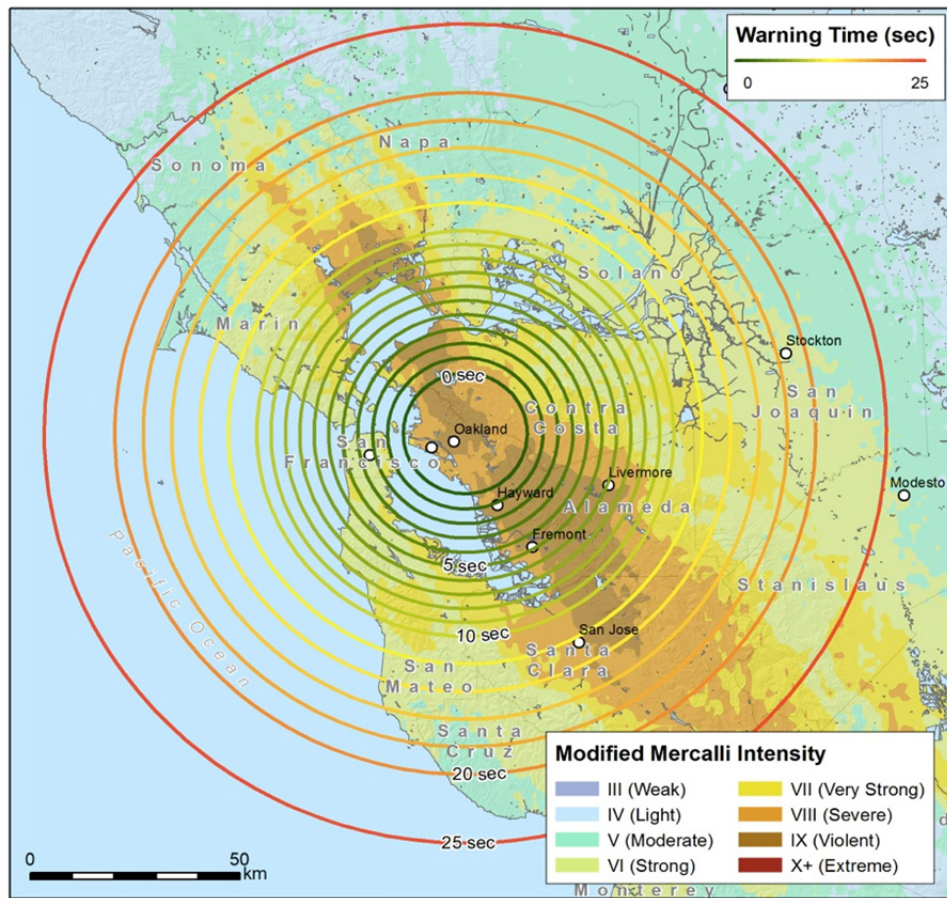 Warning Time (sec)
0 25
Sonoma
Napa
Solano
Marin
Stockton
0 sec
San
Joaquin
Contra
Costa
Oakland
San
Francisco
Livermore
Modesto
Hayward
Alameda
Fremont
Pacific Ocean
5 sec
Stanislaus
10 sec
San Jose
Santa
Clara
San
Mateo
Santa
Cruz
20 sec
25 sec
Modified Mercalli Intensity
III (Weak)
IV (Light)
V (Moderate)
VI (Strong)
VII (Very Strong)
VIII (Severe)
IX (Violent)
X+ (Extreme)
0 50
km
Monterey